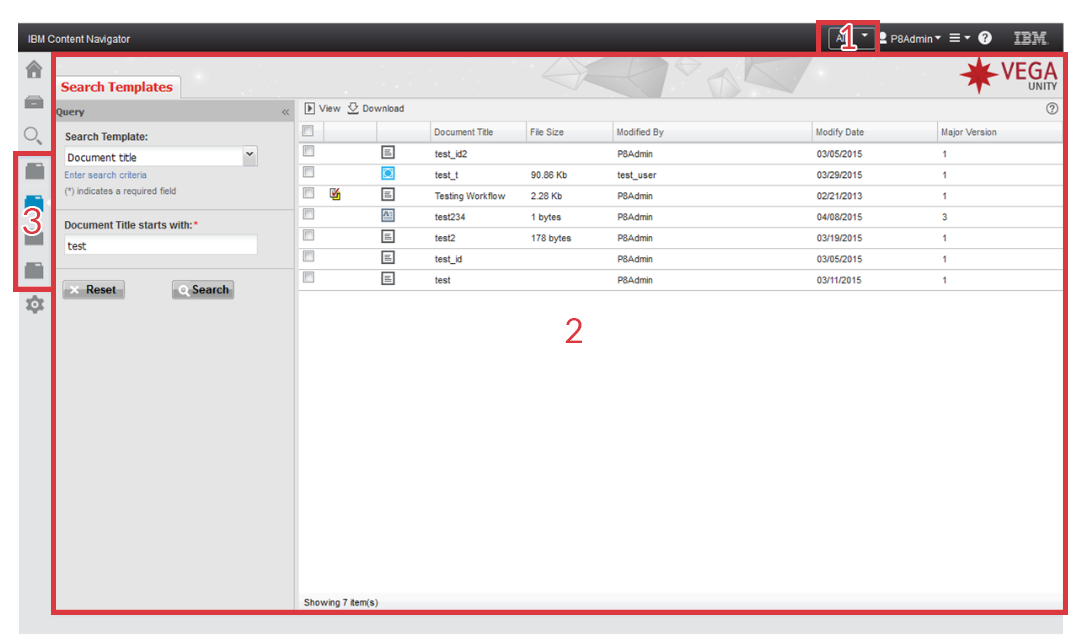 IBM Content Navigator
1
P8Admin
?
IBM
Search Templates
VEGA
UNITY
Query «
View Download
?
Search Template:
Document title
Enter search criteria
(*) indicates a required field
Document Title starts with:*
test
Reset Search
Document Title File Size Modified By Modify Date Major Version
test_id2 P8Admin 03/05/2015 1
test_t 90.86 Kb test_user 03/29/2015 1
Testing Workflow 2.28 Kb P8Admin 02/21/2013 1
test234 1 bytes P8Admin 04/08/2015 3
test2 178 bytes P8Admin 03/19/2015 1
test_id P8Admin 03/05/2015 1
test P8Admin 03/11/2015 1
3
2
Showing 7 item(s)